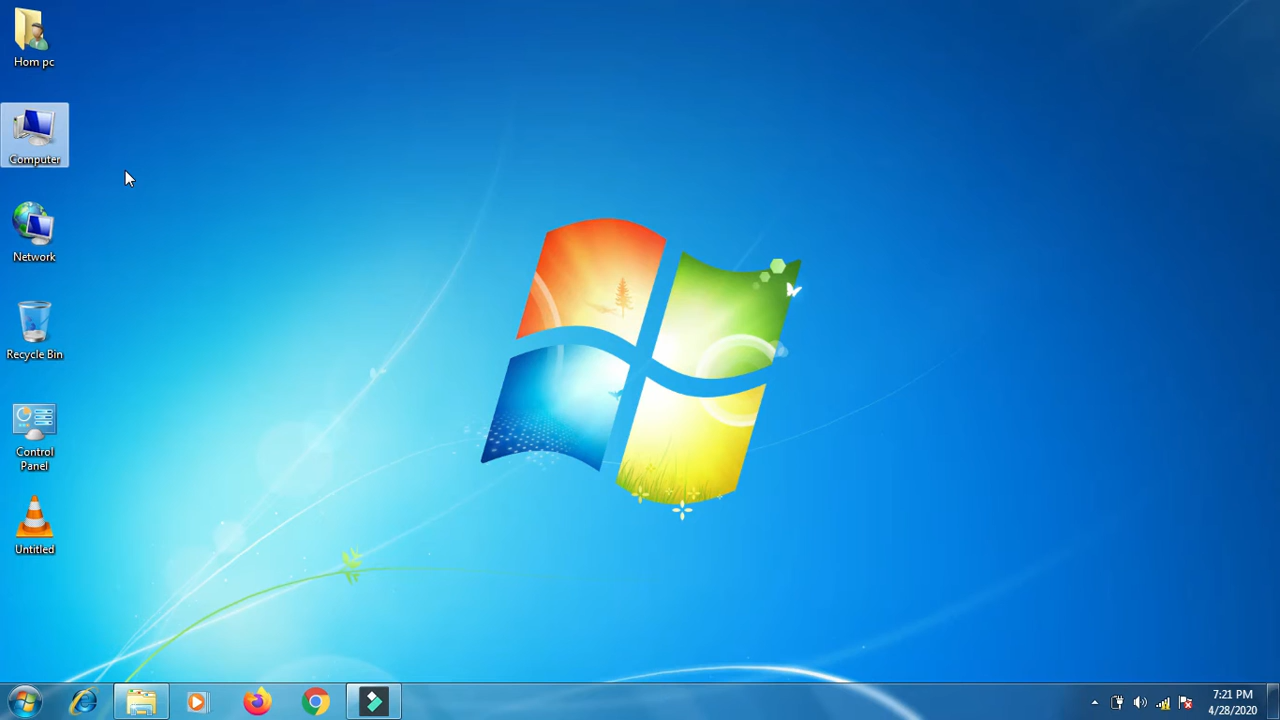 Hom pc
Computer
Network
Recycle Bin
Control
Panel
Untitled
7:21 PM
4/28/2020